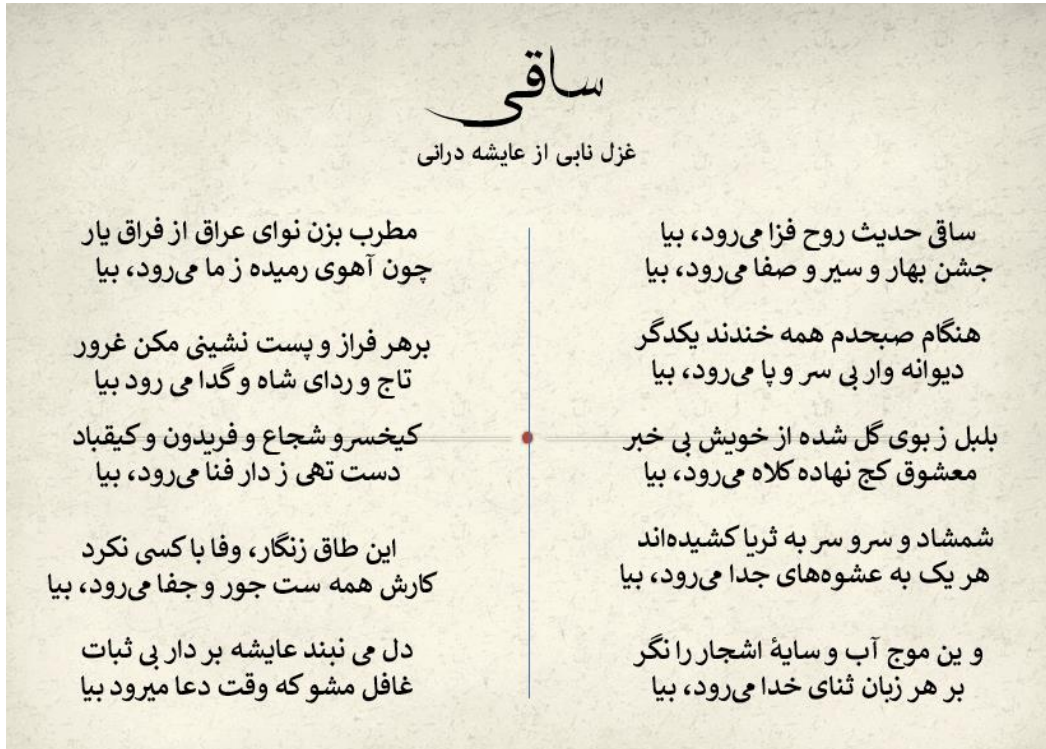 ساقی
غزل نابی از عایشه درانی
ساقی حدیث روح فزا می‌رود، بیا
جشن بهار و سیر و صفا می‌رود، بیا
هنگام صبحدم همه خندند یکدگر
دیوانه وار بی سر و پا می‌رود، بیا
بلبل ز بوی گل شده از خویش بی خبر
معشوق کج نهاده کلاه می‌رود، بیا
شمشاد و سرو سر به ثریا کشیده‌اند
هر یک به عشوه‌های جدا می‌رود، بیا
و ین موج آب و سایهٔ اشجار را نگر
بر هر زبان ثنای خدا می‌رود، بیا
مطرب بزن نوای عراق از فراق یار
چون آهوی رمیده ز ما می‌رود، بیا
برهر فراز و پست نشینی مکن غرور
تاج و ردای شاه و گدا می رود بیا
کیخسرو شجاع و فریدون و کیقباد
دست تهی ز دار فنا می‌رود، بیا
این طاق زنگار، وفا با کسی نکرد
کارش همه ست جور و جفا می‌رود، بیا
دل می نبند عایشه بر دار بی ثبات
غافل مشو که وقت دعا میرود بیا